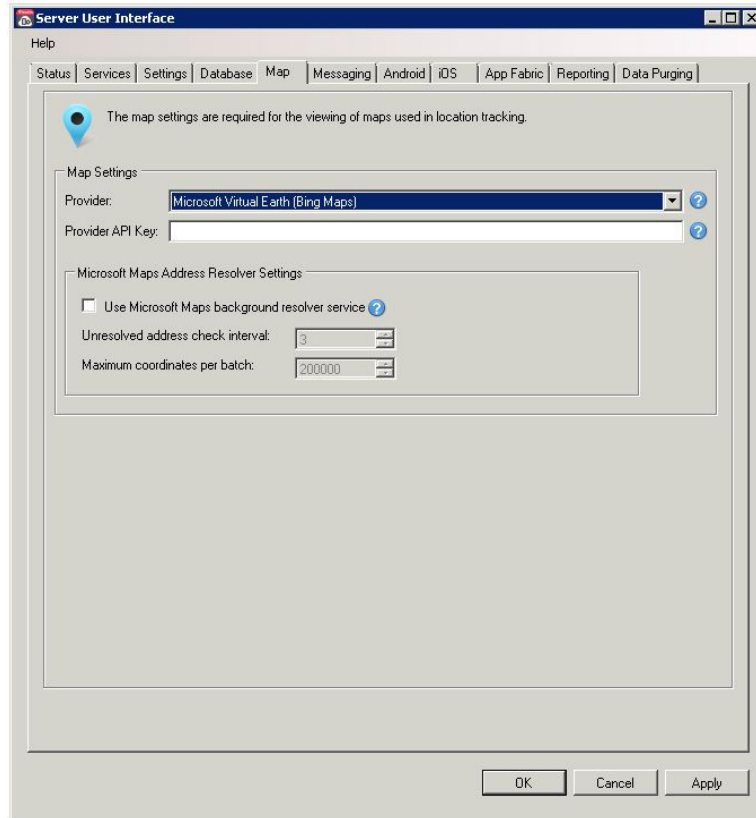 Server User Interface
Help
Status Services Settings Database Map Messaging Android iOS App Fabric Reporting Data Purging
The map settings are required for the viewing of maps used in location tracking.
Map Settings
Provider: Microsoft Virtual Earth (Bing Maps)
Provider API Key:
Microsoft Maps Address Resolver Settings
Use Microsoft Maps background resolver service
Unresolved address check interval: 3
Maximum coordinates per batch: 200000
OK Cancel Apply